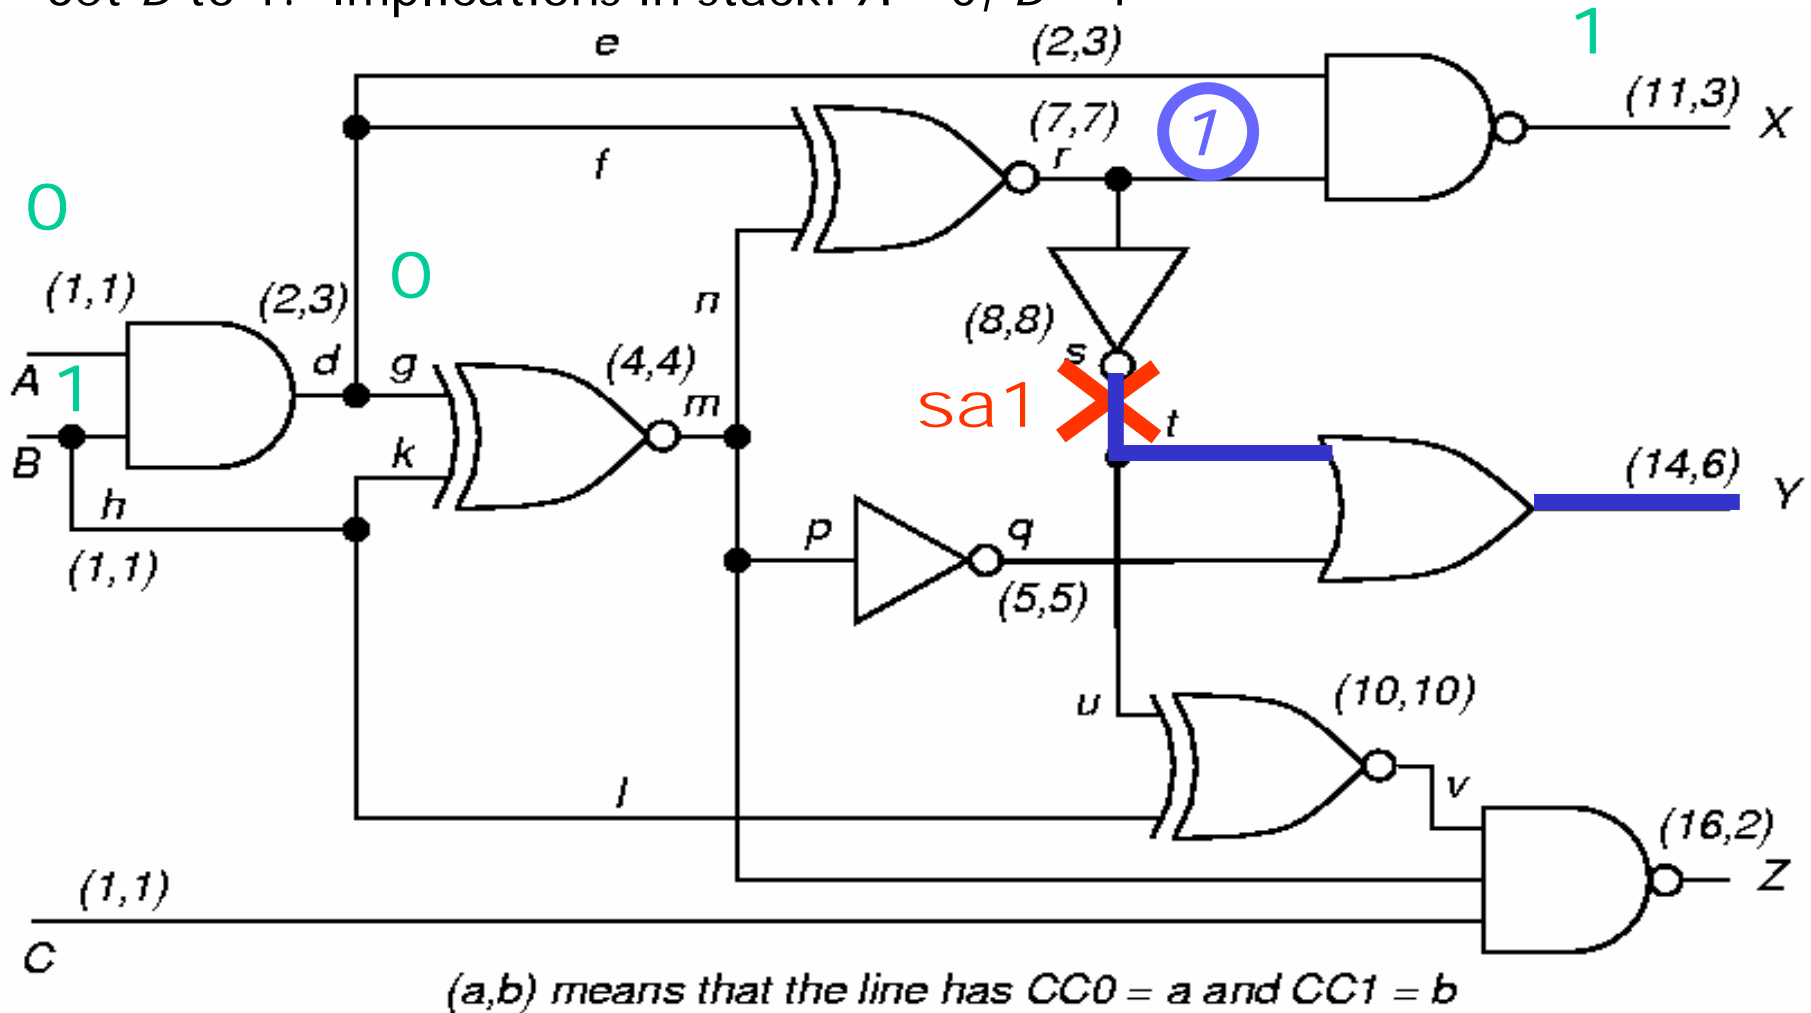 e (2,3) 1
(11,3) X
(7,7) 1
f r
0
(1,1) (2,3) 0
n
(8,8)
A 1 d g (4,4) s
sa1 t
m
B k (14,6) Y
h p q
(1,1) (5,5)
u (10,10)
l v
(16,2)
(1,1) Z
C
(a,b) means that the line has CC0 = a and CC1 = b